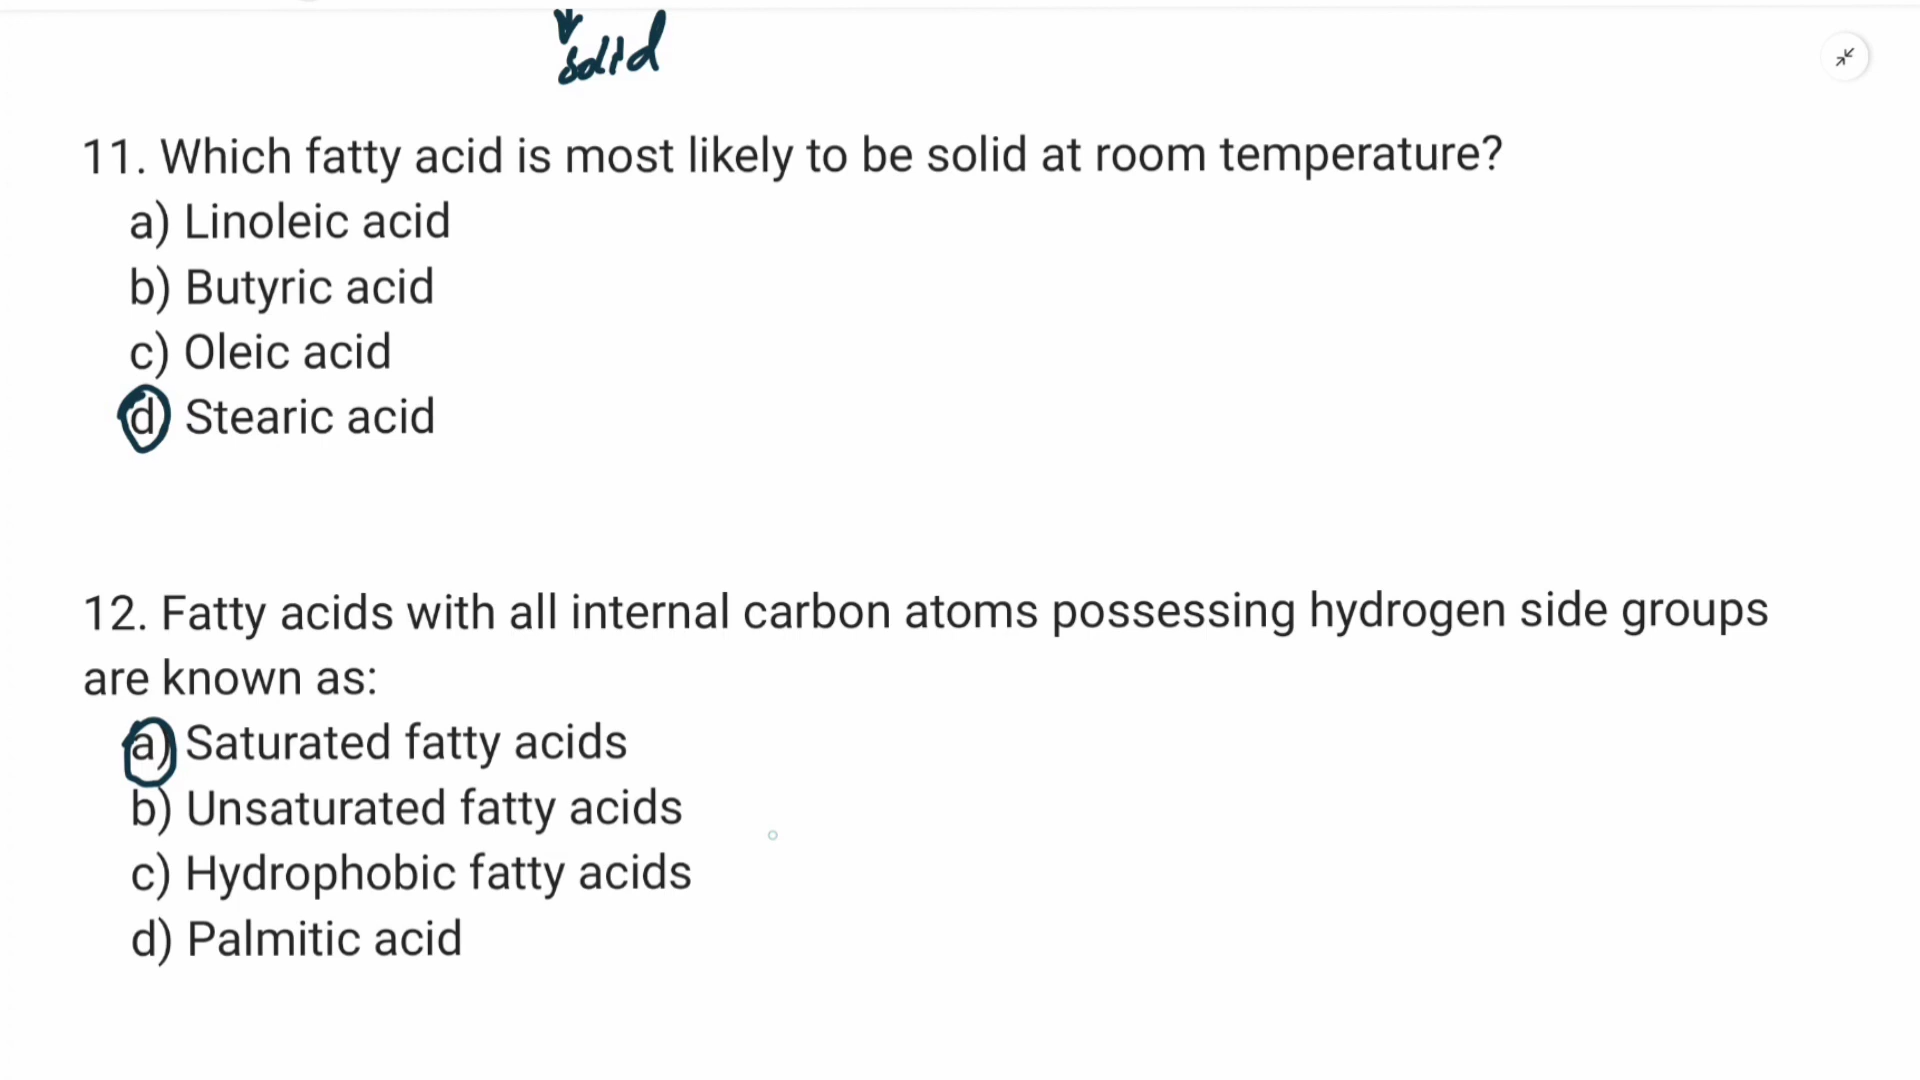 solid
11. Which fatty acid is most likely to be solid at room temperature?
a) Linoleic acid
b) Butyric acid
c) Oleic acid
d) Stearic acid
12. Fatty acids with all internal carbon atoms possessing hydrogen side groups
are known as:
a) Saturated fatty acids
b) Unsaturated fatty acids
c) Hydrophobic fatty acids
d) Palmitic acid